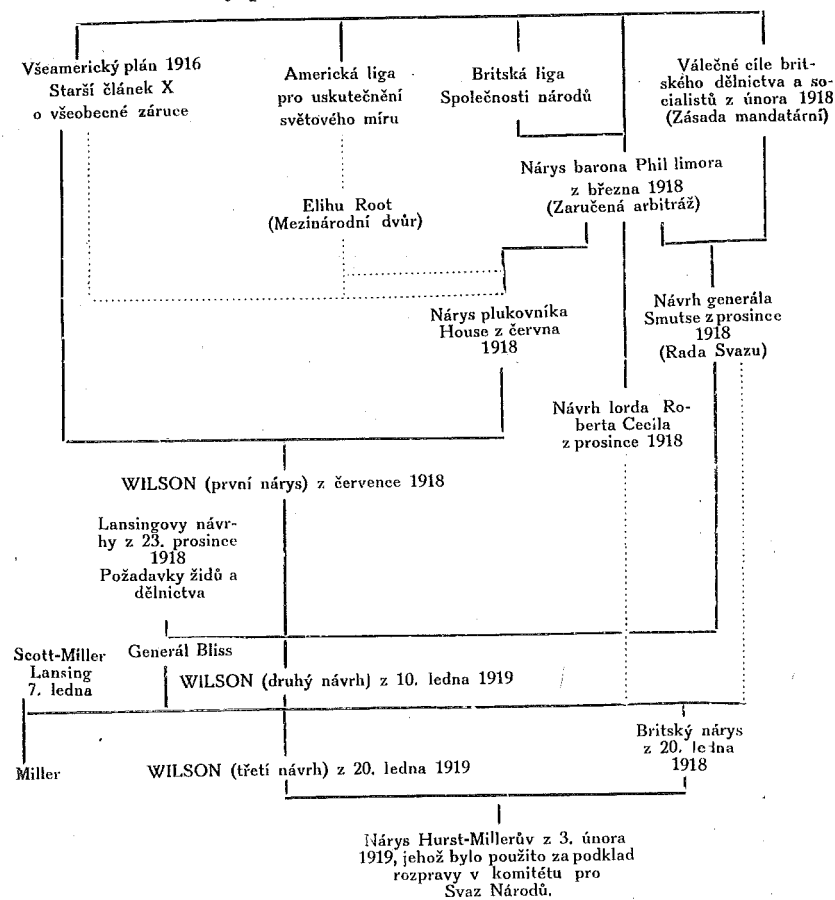 Všeamerický plán 1916
Starší článek X
o všeobecné záruce
Americká liga
pro uskutečnění
světového míru
Britská liga
Společnosti národů
Válečné cíle brit-
ského dělnictva a so-
cialistů z února 1918
(Zásada mandatární)
Elihu Root
(Mezinárodní dvůr)
Nárys barona Phil limora
z března 1918
(Zaručená arbitráž)
Nárys plukovníka
House z června
1918
Návrh generála
Smutse z prosince
1918
(Rada Svazu)
Návrh lorda Ro-
berta Cecila
z prosince 1918
WILSON (první nárys) z července 1918
Lansingovy návr-
hy z 23. prosince
1918
Požadavky židů a
dělnictva
Scott-Miller
Lansing
7. ledna
Generál Bliss
WILSON (druhý návrh) z 10. ledna 1919
Miller
WILSON (třetí návrh) z 20. ledna 1919
Britský nárys
z 20. ledna
1918
Nárys Hurst-Millerův z 3. února
1919, jehož bylo použito za podklad
rozpravy v komitétu pro
Svaz Národů.